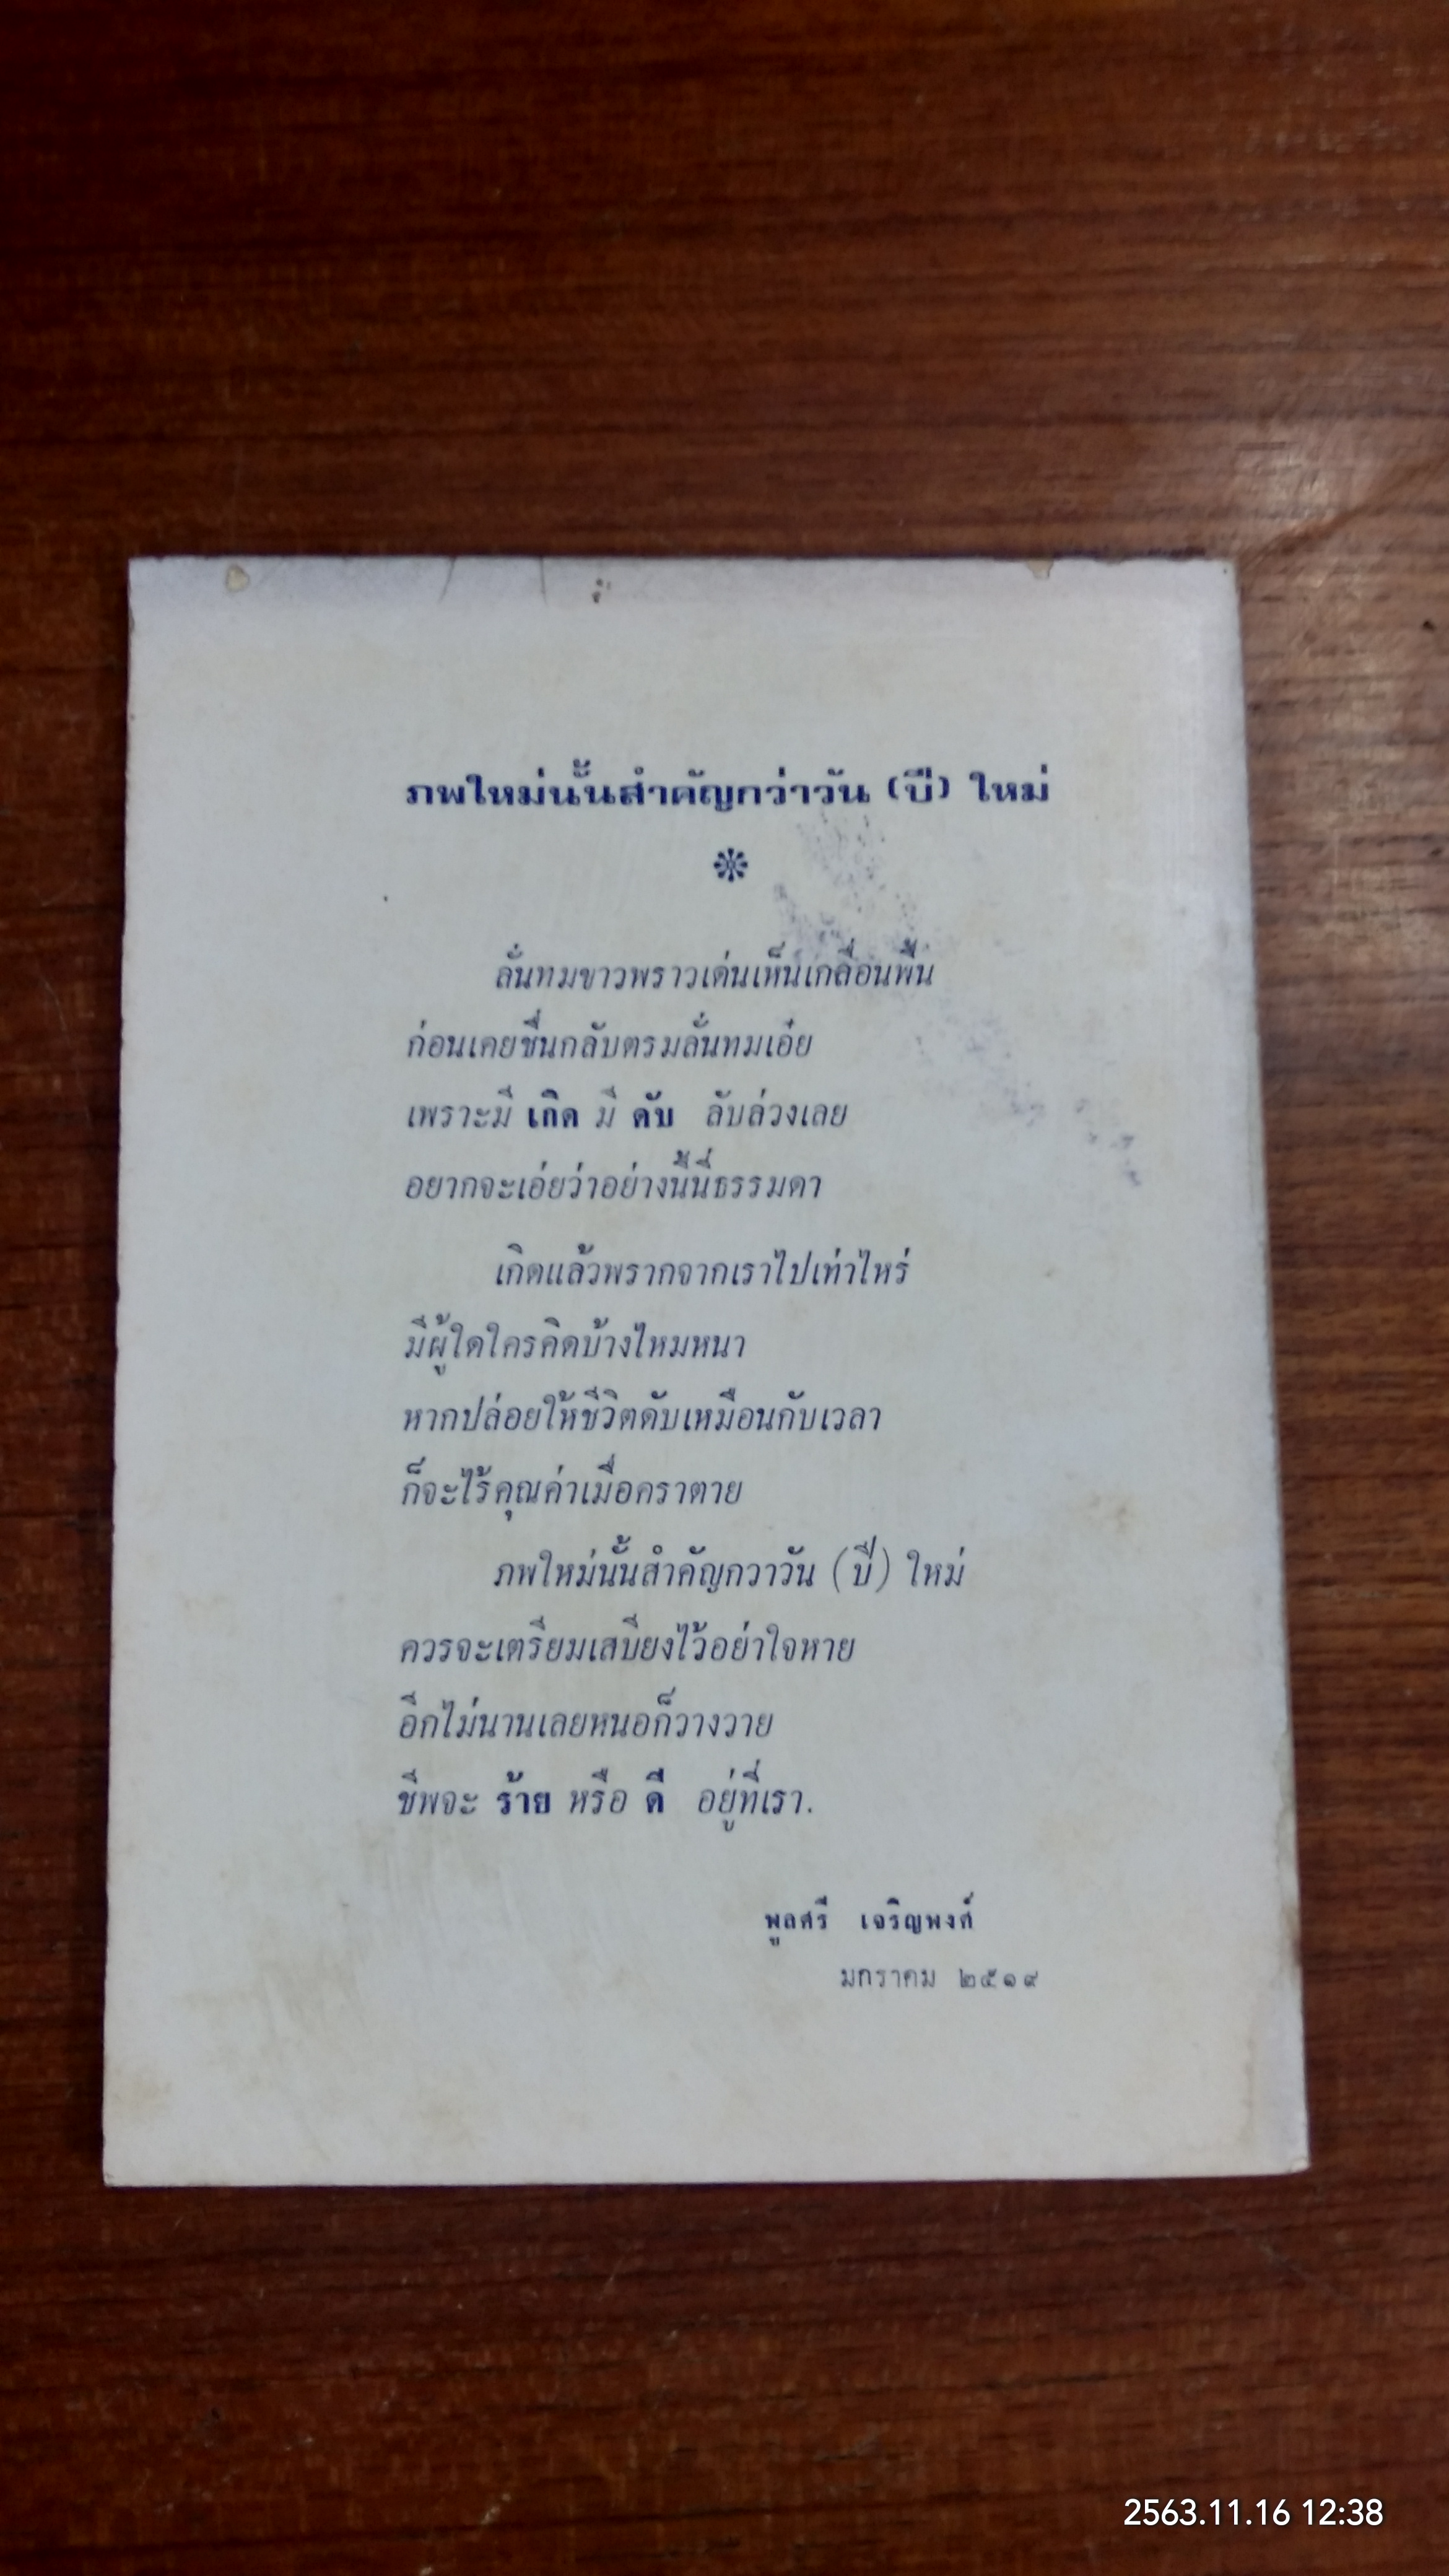 ภพใหม่นั้นสำคัญกว่าวัน (ปี) ใหม่
ลั่นทมขาวพราวเด่นเห็นเกลื่อนพื้น
ก่อนเคยชื่นกลับตรมลั่นทมเอ๋ย
เพราะมี เกิด มี ดับ ลับล่วงเลย
อยากจะเอ่ยว่าอย่างนี้นี่ธรรมดา
เกิดแล้วพรากจากเราไปเท่าไหร่
มีผู้ใดใครคิดบ้างไหมหนา
หากปล่อยให้ชีวิตดับเหมือนกับเวลา
ก็จะไร้คุณค่าเมื่อคราตาย
ภพใหม่นั้นสำคัญกวาวัน (ปี) ใหม่
ควรจะเตรียมเสบียงไว้อย่าใจหาย
อีกไม่นานเลยหนอก็วางวาย
ชีพจะ ร้าย หรือ ดี อยู่ที่เรา.
พูลศรี เจริญพงศ์
มกราคม ๒๕๑๙
2563.11.16 12:38